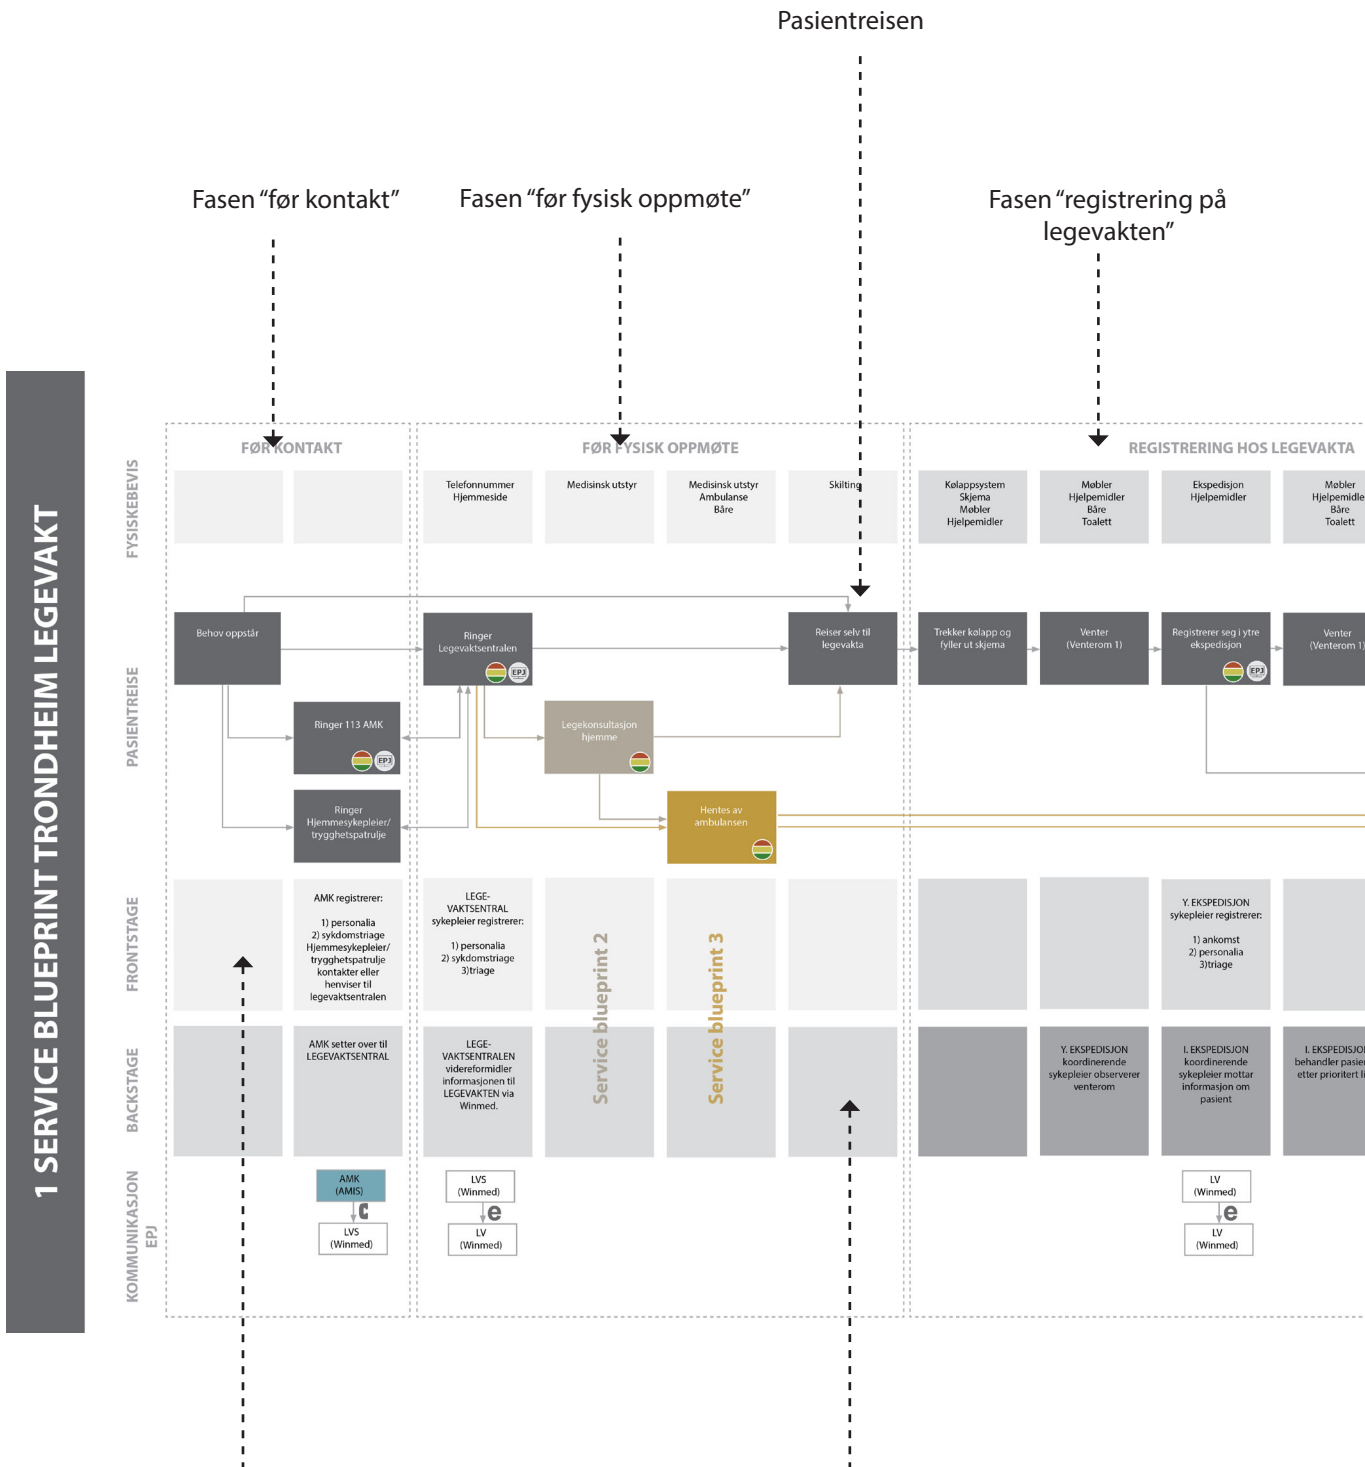 Pasientreisen
Fasen “før kontakt”
Fasen “før fysisk oppmøte”
Fasen “registrering på
legevakten”
1 SERVICE BLUEPRINT TRONDHEIM LEGEVAKT
FØR KONTAKT
FØR FYSISK OPPMØTE
REGISTRERING HOS LEGEVAKTA
FYSISKEBEVIS
Telefonnummer
Hjemmeside
Medisinsk utstyr
Medisinsk utstyr
Ambulanse
Båre
Skilting
Kølappsystem
Skjema
Møbler
Hjelpemidler
Møbler
Hjelpemidler
Båre
Toalett
Ekspedisjon
Hjelpemidler
Møbler
Hjelpemidle
Båre
Toalett
PASIENTREISE
Behov oppstår
Ringer
Legevaktsentralen
EPJ
Reiser selv til
legevakta
Trekker kølapp og
fyller ut skjema
Venter
(Venterom 1)
Registrerer seg i ytre
ekspedisjon
EPJ
Venter
(Venterom 1)
Ringer 113 AMK
EPJ
Legekonsultasjon
hjemme
Ringer
Hjemmesykepleier/
trygghetspatrulje
Hentes av
ambulansen
FRONTSTAGE
AMK registrerer:
1) personalia
2) sykdomstriage
Hjemmesykepleier/
trygghetspatrulje
kontakter eller
henviser til
legevaktsentralen
LEGE-
VAKTSENTRAL
sykepleier registrerer:
1) personalia
2) sykdomstriage
3)triage
Service blueprint 2
Service blueprint 3
Y. EKSPEDISJON
sykepleier registrerer:
1) ankomst
2) personalia
3)triage
BACKSTAGE
AMK setter over til
LEGEVAKTSENTRAL
LEGE-
VAKTSENTRALEN
videreformidler
informasjonen til
LEGEVAKTEN via
Winmed.
Y. EKSPEDISJON
koordinerende
sykepleier observerer
venterom
I. EKSPEDISJON
koordinerende
sykepleier mottar
informasjon om
pasient
I. EKSPEDISJO
behandler pasie
etter prioritert li
KOMMUNIKASJON
EPJ
AMK
(AMIS)
c
LVS
(Winmed)
LVS
(Winmed)
e
LV
(Winmed)
LV
(Winmed)
e
LV
(Winmed)